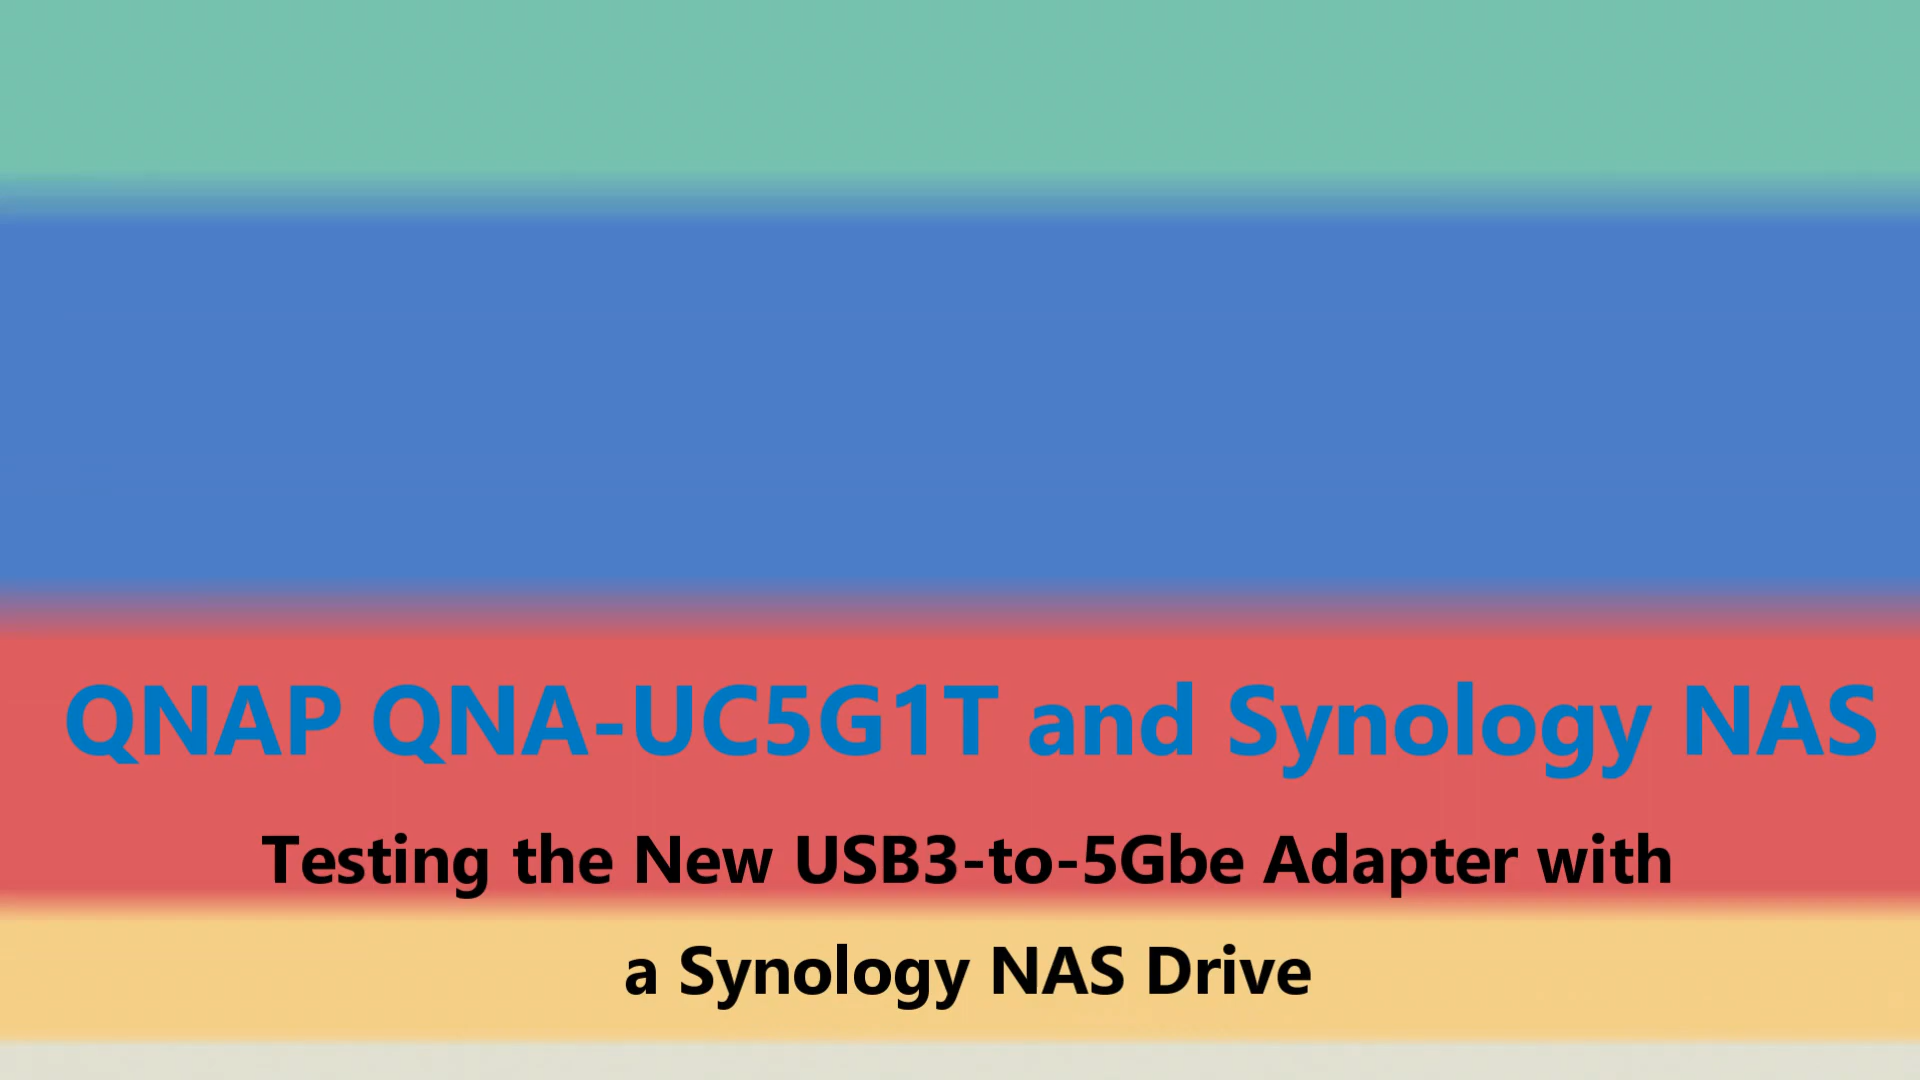 QNAP QNA-UC5G1T and Synology NAS
Testing the New USB3-to-5Gbe Adapter with
a Synology NAS Drive